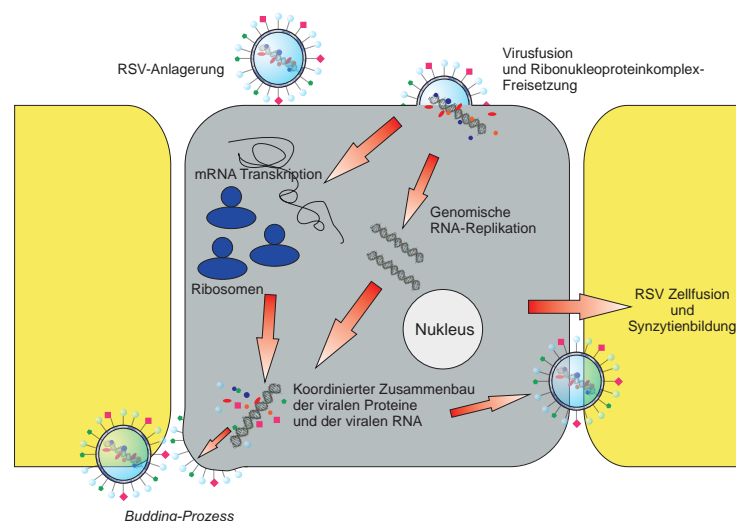 RSV-Anlagerung
Virusfusion
und Ribonukleoproteinkomplex-
Freisetzung
mRNA Transkription
Genomische
RNA-Replikation
Ribosomen
Nukleus
RSV Zellfusion
und
Synzytienbildung
Koordinierter Zusammenbau
der viralen Proteine
und der viralen RNA
Budding-Prozess